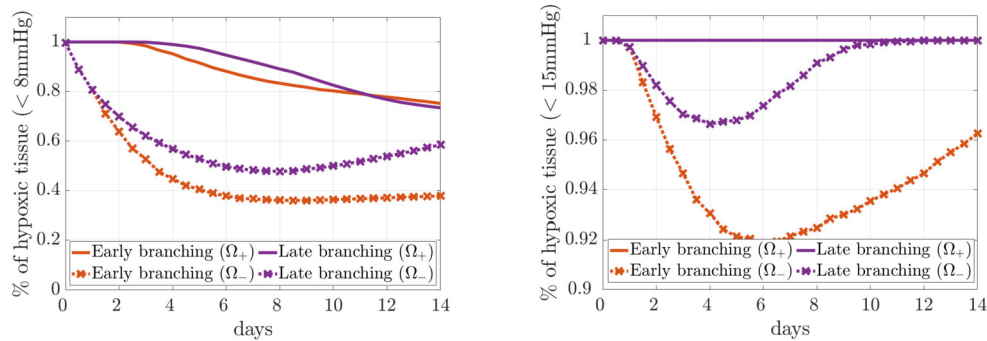 % of hypoxic tissue (< 8mmHg)
1
0.8
0.6
0.4
0.2
0
Early branching (Ω₊) Late branching (Ω₊)
Early branching (Ω₋) Late branching (Ω₋)
0 2 4 6 8 10 12 14
days
% of hypoxic tissue (< 15mmHg)
1
0.98
0.96
0.94
0.92
0.9
Early branching (Ω₊) Late branching (Ω₊)
Early branching (Ω₋) Late branching (Ω₋)
0 2 4 6 8 10 12 14
days